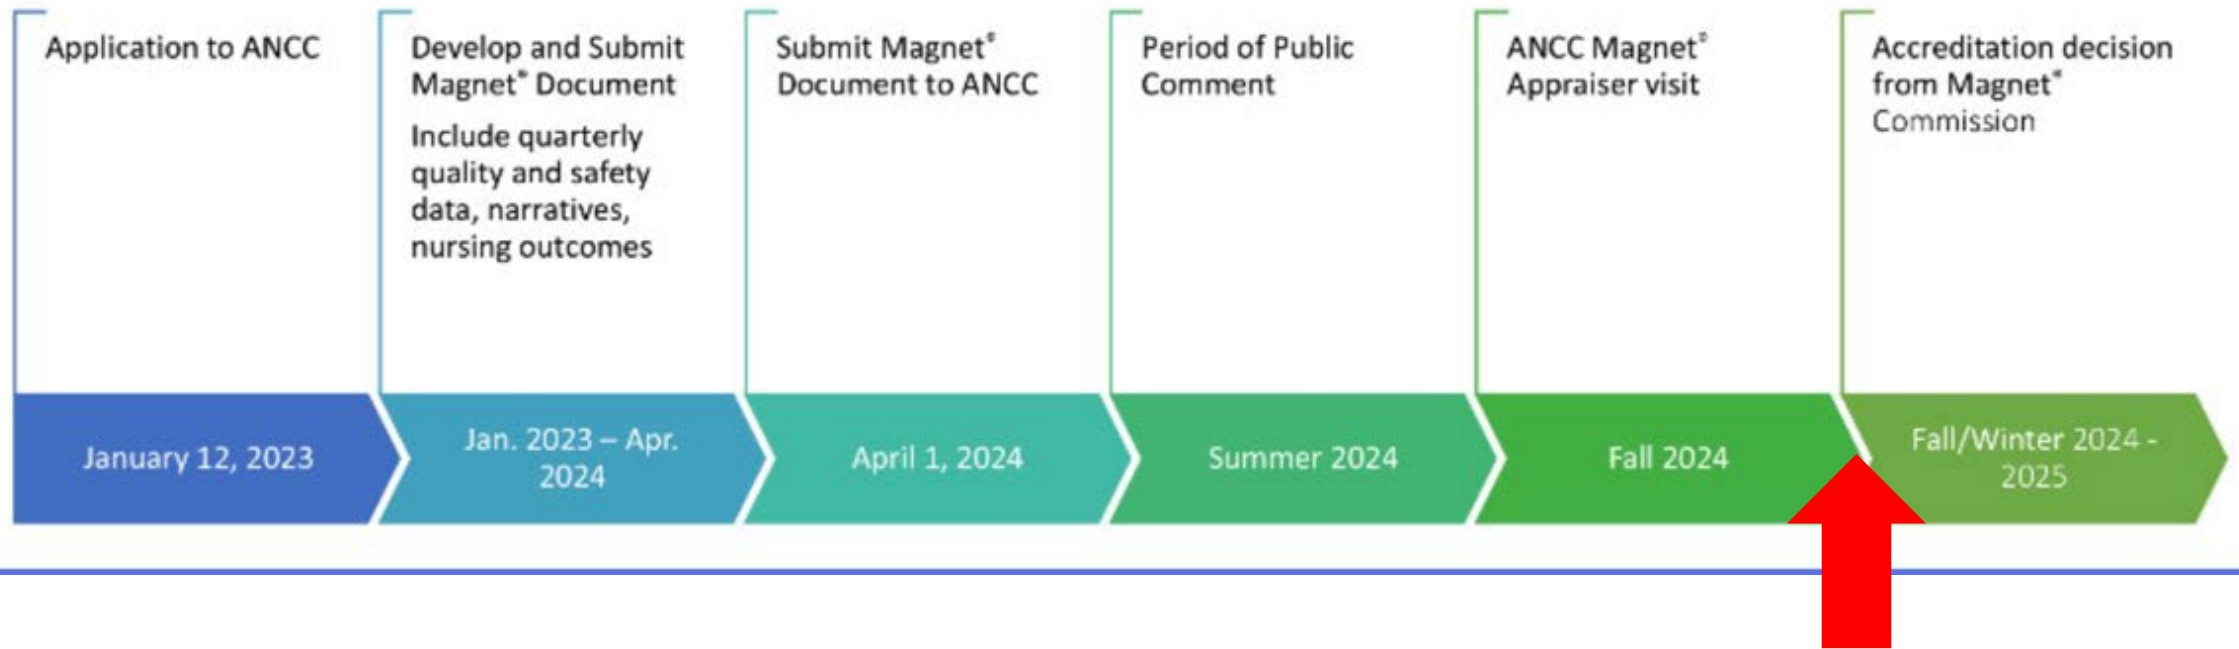 Application to ANCC
Develop and Submit
Magnet® Document
Include quarterly
quality and safety
data, narratives,
nursing outcomes
Submit Magnet®
Document to ANCC
Period of Public
Comment
ANCC Magnet®
Appraiser visit
Accreditation decision
from Magnet®
Commission
January 12, 2023
Jan. 2023 – Apr.
2024
April 1, 2024
Summer 2024
Fall 2024
Fall/Winter 2024 -
2025